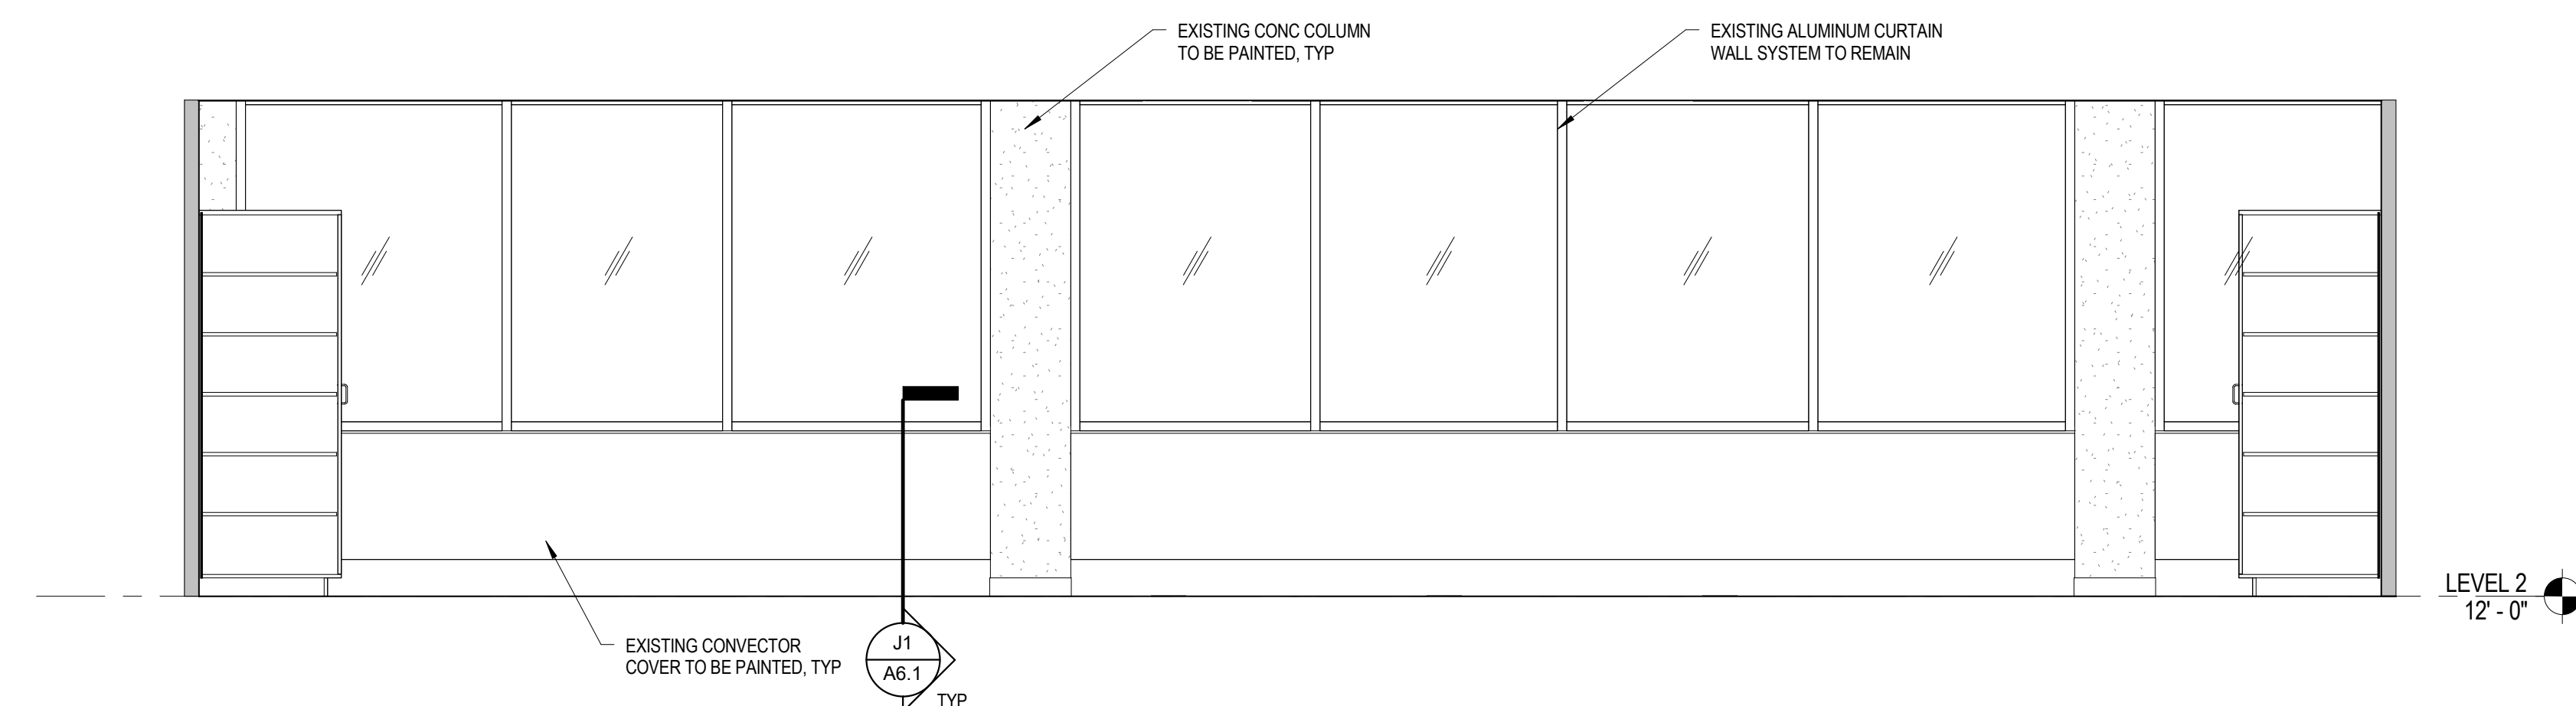 EXISTING CONC COLUMN
TO BE PAINTED, TYP
EXISTING ALUMINUM CURTAIN
WALL SYSTEM TO REMAIN
LEVEL 2
12' - 0"
EXISTING CONVECTOR
COVER TO BE PAINTED, TYP
J1
A6.1
TYP